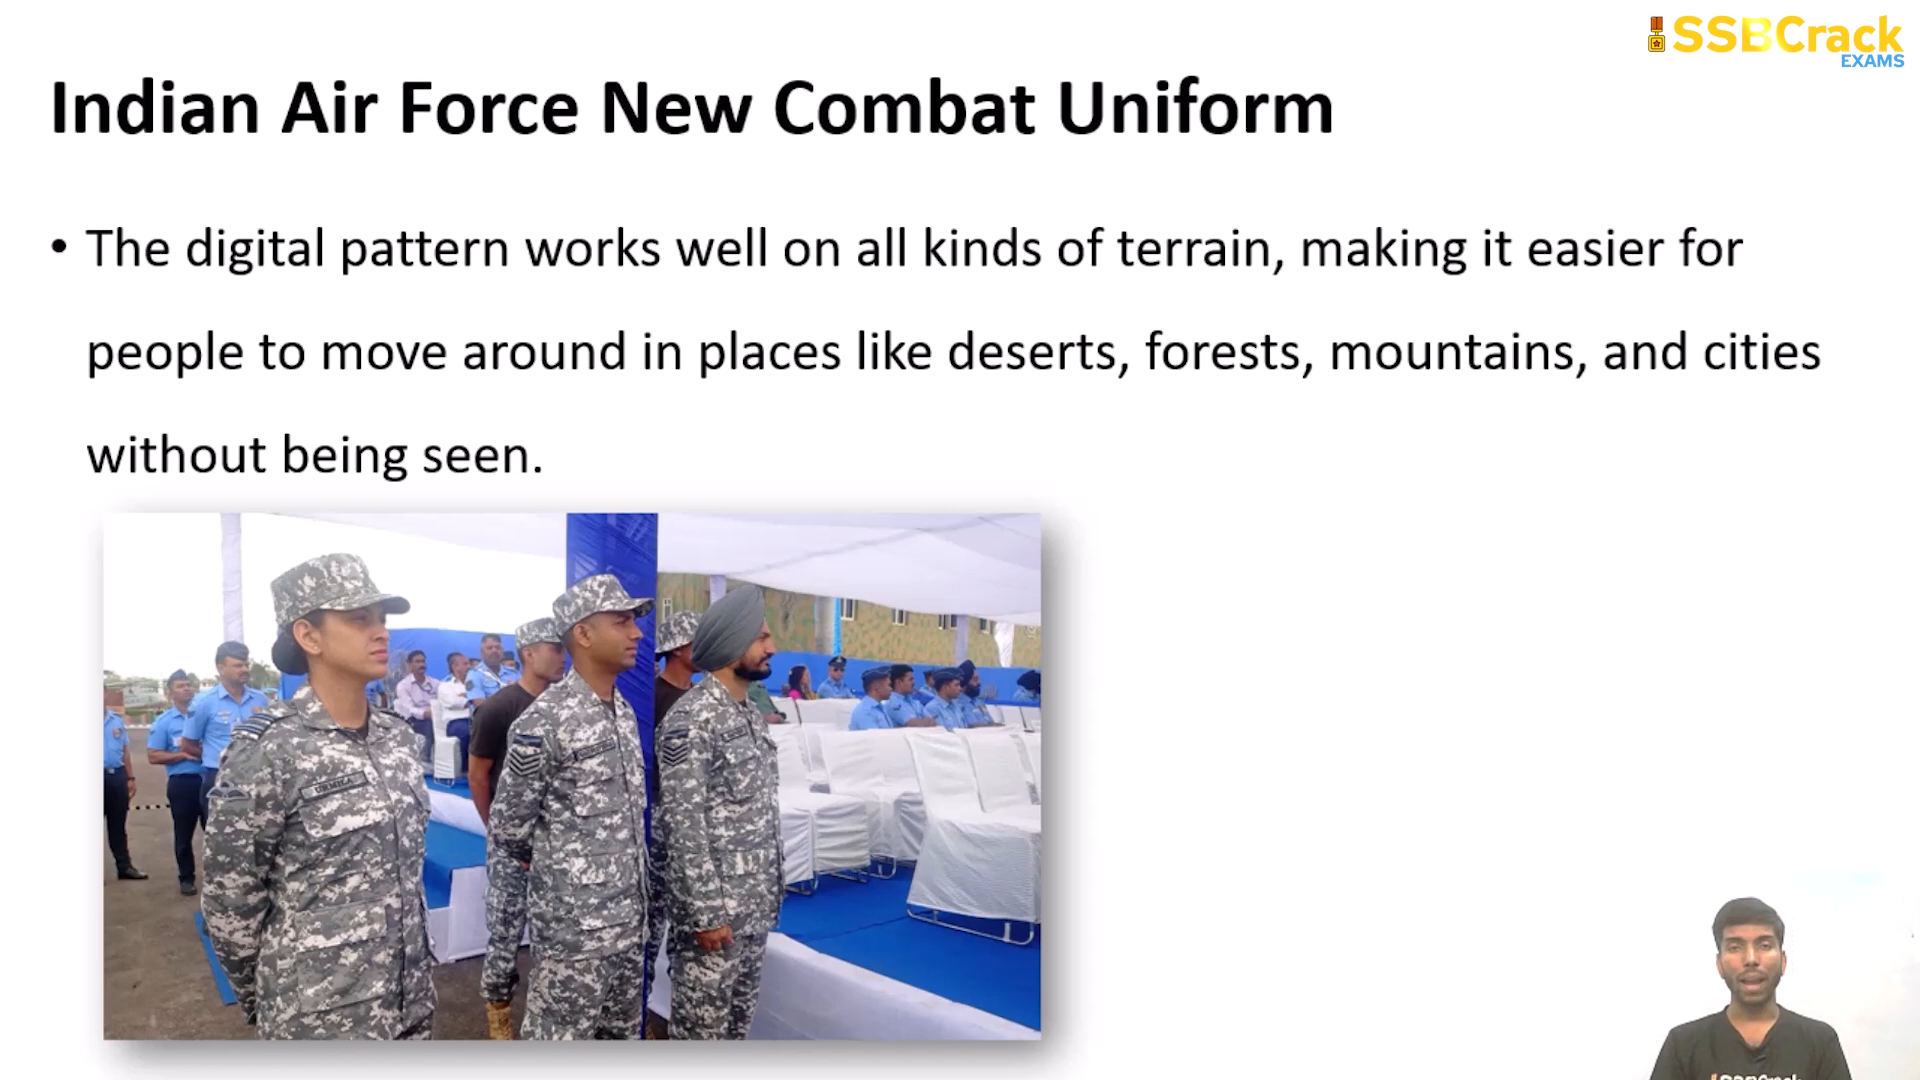 SSBCrack
EXAMS
Indian Air Force New Combat Uniform
• The digital pattern works well on all kinds of terrain, making it easier for
people to move around in places like deserts, forests, mountains, and cities
without being seen.